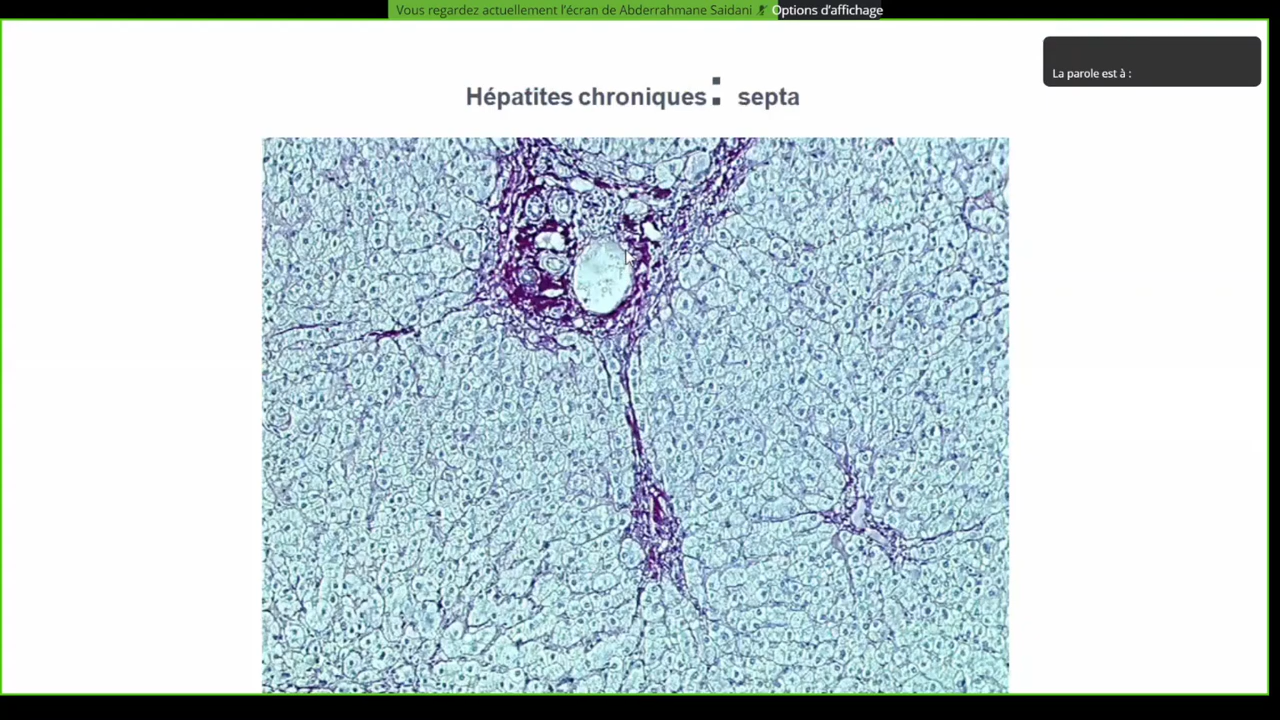 Vous regardez actuellement l'écran de Abderrahmane Saidani Options d'affichage
La parole est à :
Hépatites chroniques : septa